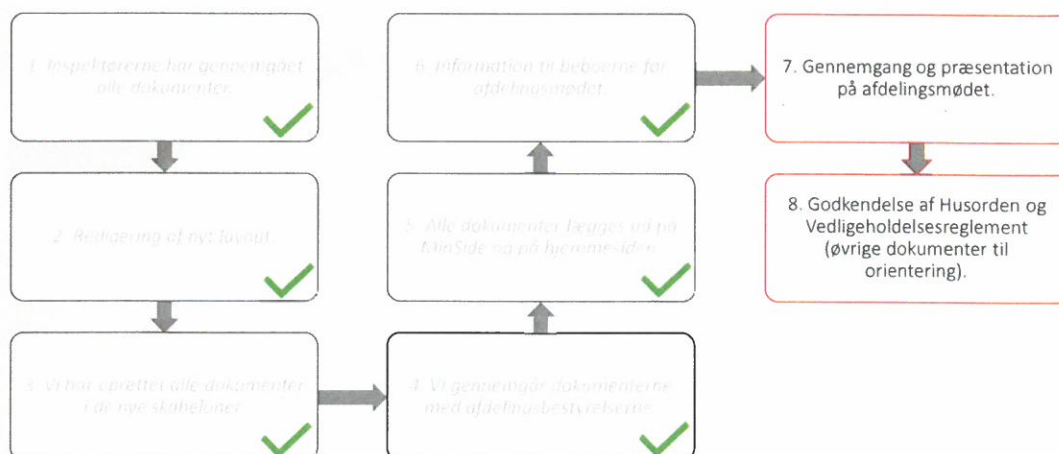 1. Inspektørerne har gennemgået
alle dokumenter.
2. Redigering af nyt layout.
3. Vi har oprettet alle dokumenter
i de nye skabeloner.
4. Vi gennemgår dokumenterne
med afdelingsbestyrelserne.
5. Alle dokumenter lægges ud på
MinSide og på hjemmesiden.
6. Information til beboerne før
afdelingsmødet.
7. Gennemgang og præsentation
på afdelingsmødet.
8. Godkendelse af Husorden og
Vedligeholdelsesreglement
(øvrige dokumenter til
orientering).